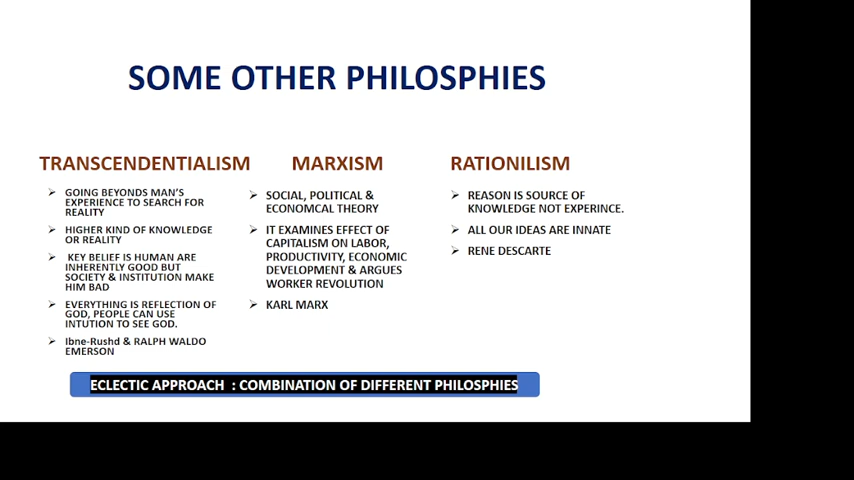 SOME OTHER PHILOSPHIES
TRANSCENDENTIALISM
GOING BEYONDS MAN'S
EXPERIENCE TO SEARCH FOR
REALITY
HIGHER KIND OF KNOWLEDGE
OR REALITY
KEY BELIEF IS HUMAN ARE
INHERENTLY GOOD BUT
SOCIETY & INSTITUTION MAKE
HIM BAD
EVERYTHING IS REFLECTION OF
GOD, PEOPLE CAN USE
INTUTION TO SEE GOD.
Ibne-Rushd & RALPH WALDO
EMERSON
MARXISM
SOCIAL, POLITICAL &
ECONOMCAL THEORY
IT EXAMINES EFFECT OF
CAPITALISM ON LABOR,
PRODUCTIVITY, ECONOMIC
DEVELOPMENT & ARGUES
WORKER REVOLUTION
KARL MARX
RATIONILISM
REASON IS SOURCE OF
KNOWLEDGE NOT EXPERINCE.
ALL OUR IDEAS ARE INNATE
RENE DESCARTE
ECLECTIC APPROACH : COMBINATION OF DIFFERENT PHILOSPHIES